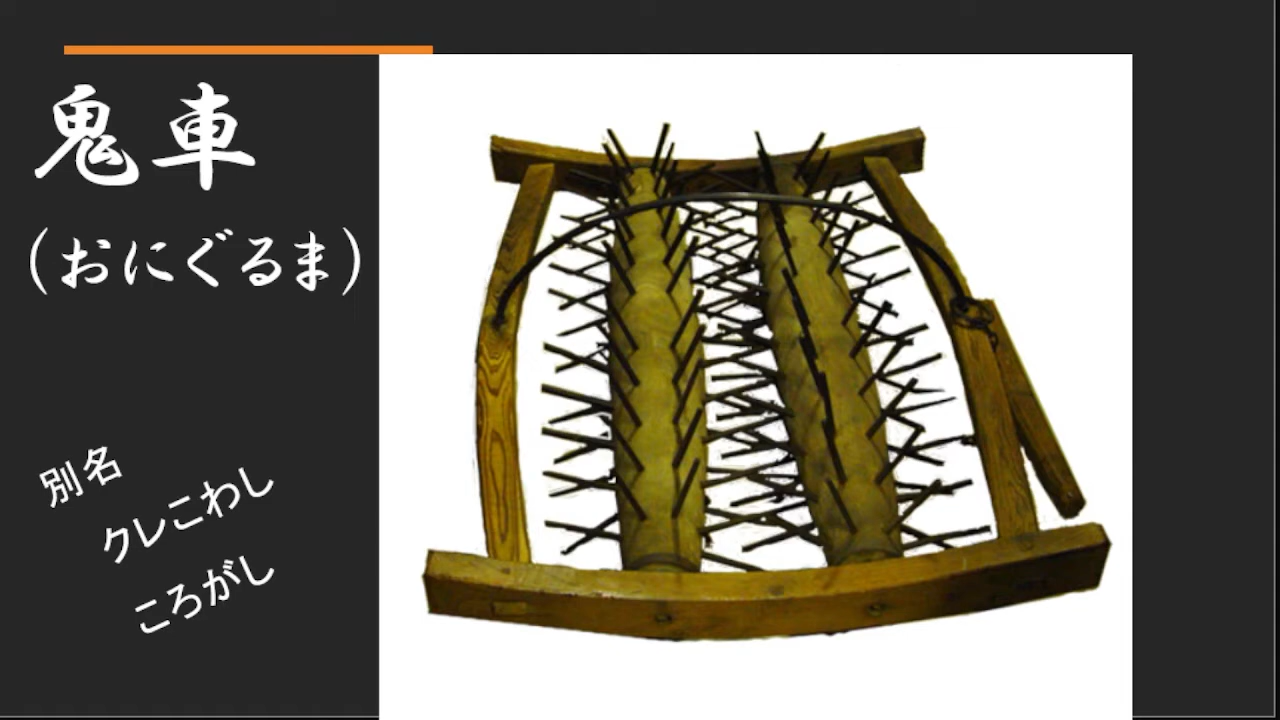 鬼車
（おにぐるま）
別名
クレこわし
ころがし